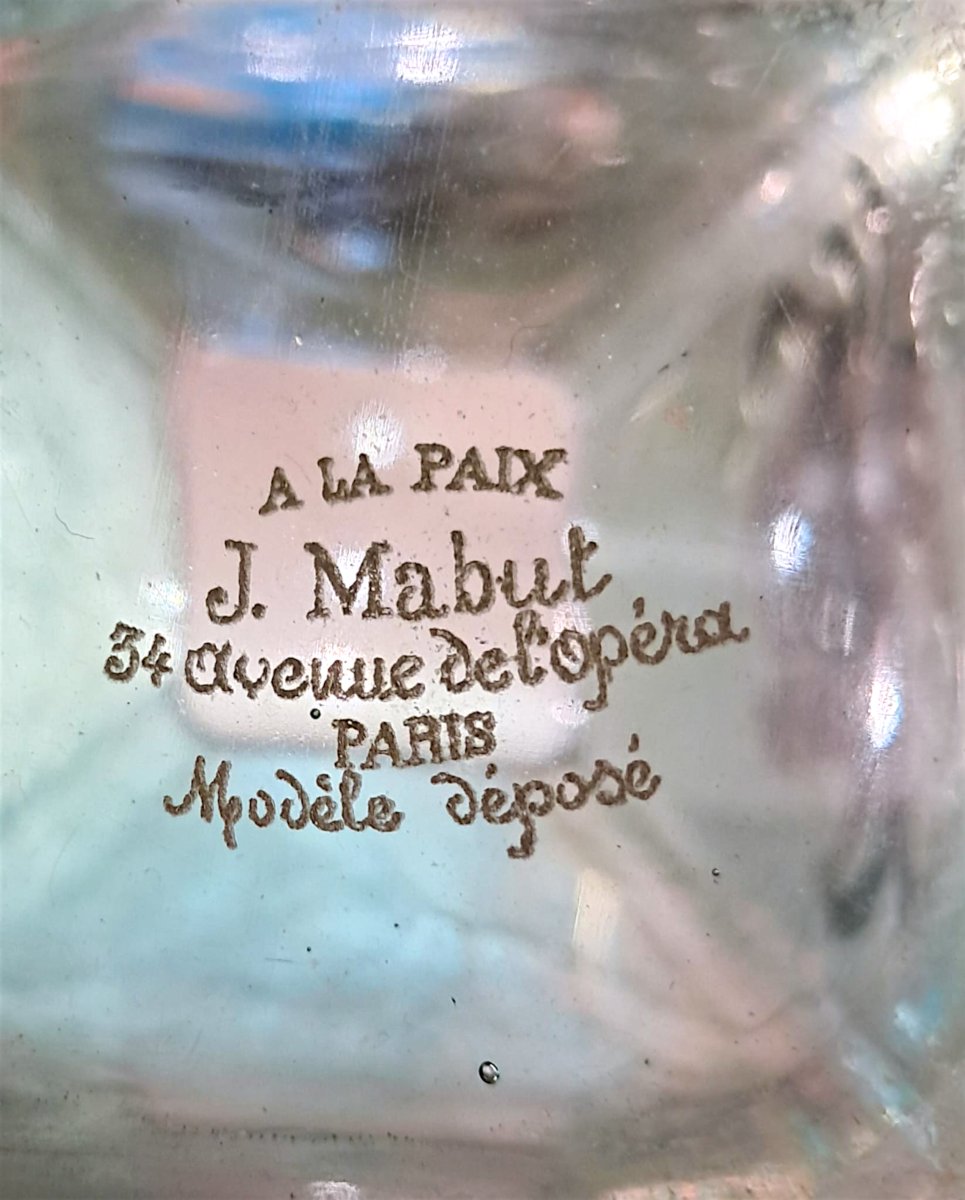 A LA PAIX
J. Mabut
34 avenue de l'opéra
PARIS
Modèle déposé